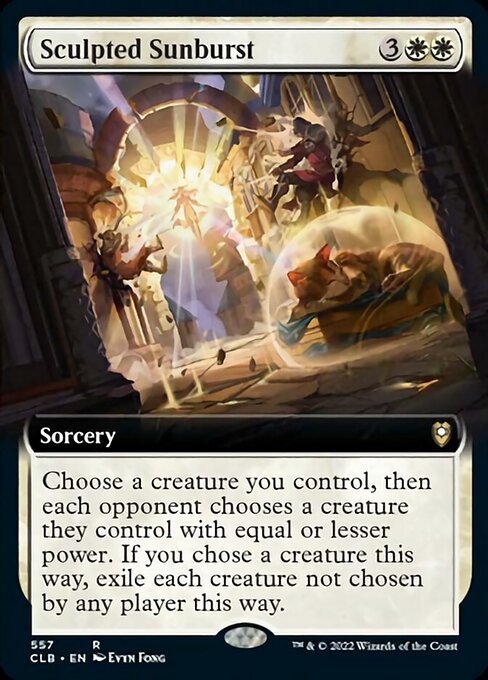 Sculpted Sunburst 3
Sorcery
Choose a creature you control, then
each opponent chooses a creature
they control with equal or lesser
power. If you chose a creature this
way, exile each creature not chosen
by any player this way.
557 R
CLB • EN Evyn Fong
™ & © 2022 Wizards of the Coast